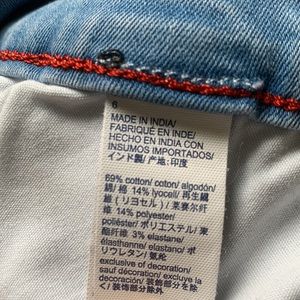 6
MADE IN INDIA/
FABRIQUÉ EN INDE/
HECHO EN INDIA CON
INSUMOS IMPORTADOS/
インド製/产地:印度
69% cotton/coton/algodón/
綿/棉 14% lyocell/再生繊
維(リヨセル)/莱赛尔纤
维 14% polyester/
poliéster/ポリエステル/聚
酯纤维 3% elastane/
élasthanne/elastano/ポ
リウレタン/氨纶
exclusive of decoration/
sauf décoration/excluye la
decoración/装飾部分を除
く/装饰部分除外